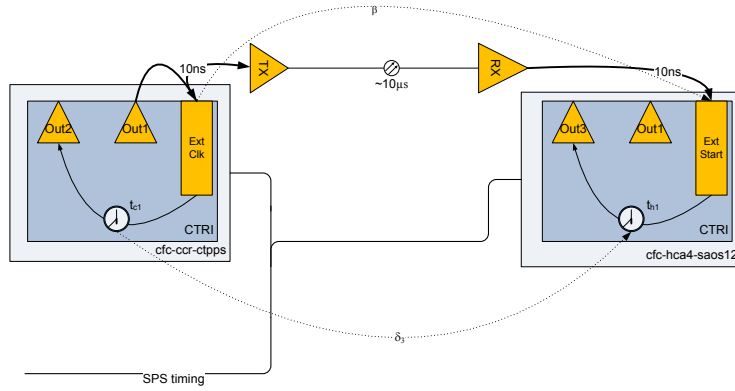 β
10ns
TX
RX
10ns
~10µs
Out2
Out1
Ext
Clk
Out3
Out1
Ext
Start
tc1
th1
CTRI
CTRI
cfc-ccr-ctpps
cfc-hca4-saos12
δ3
SPS timing